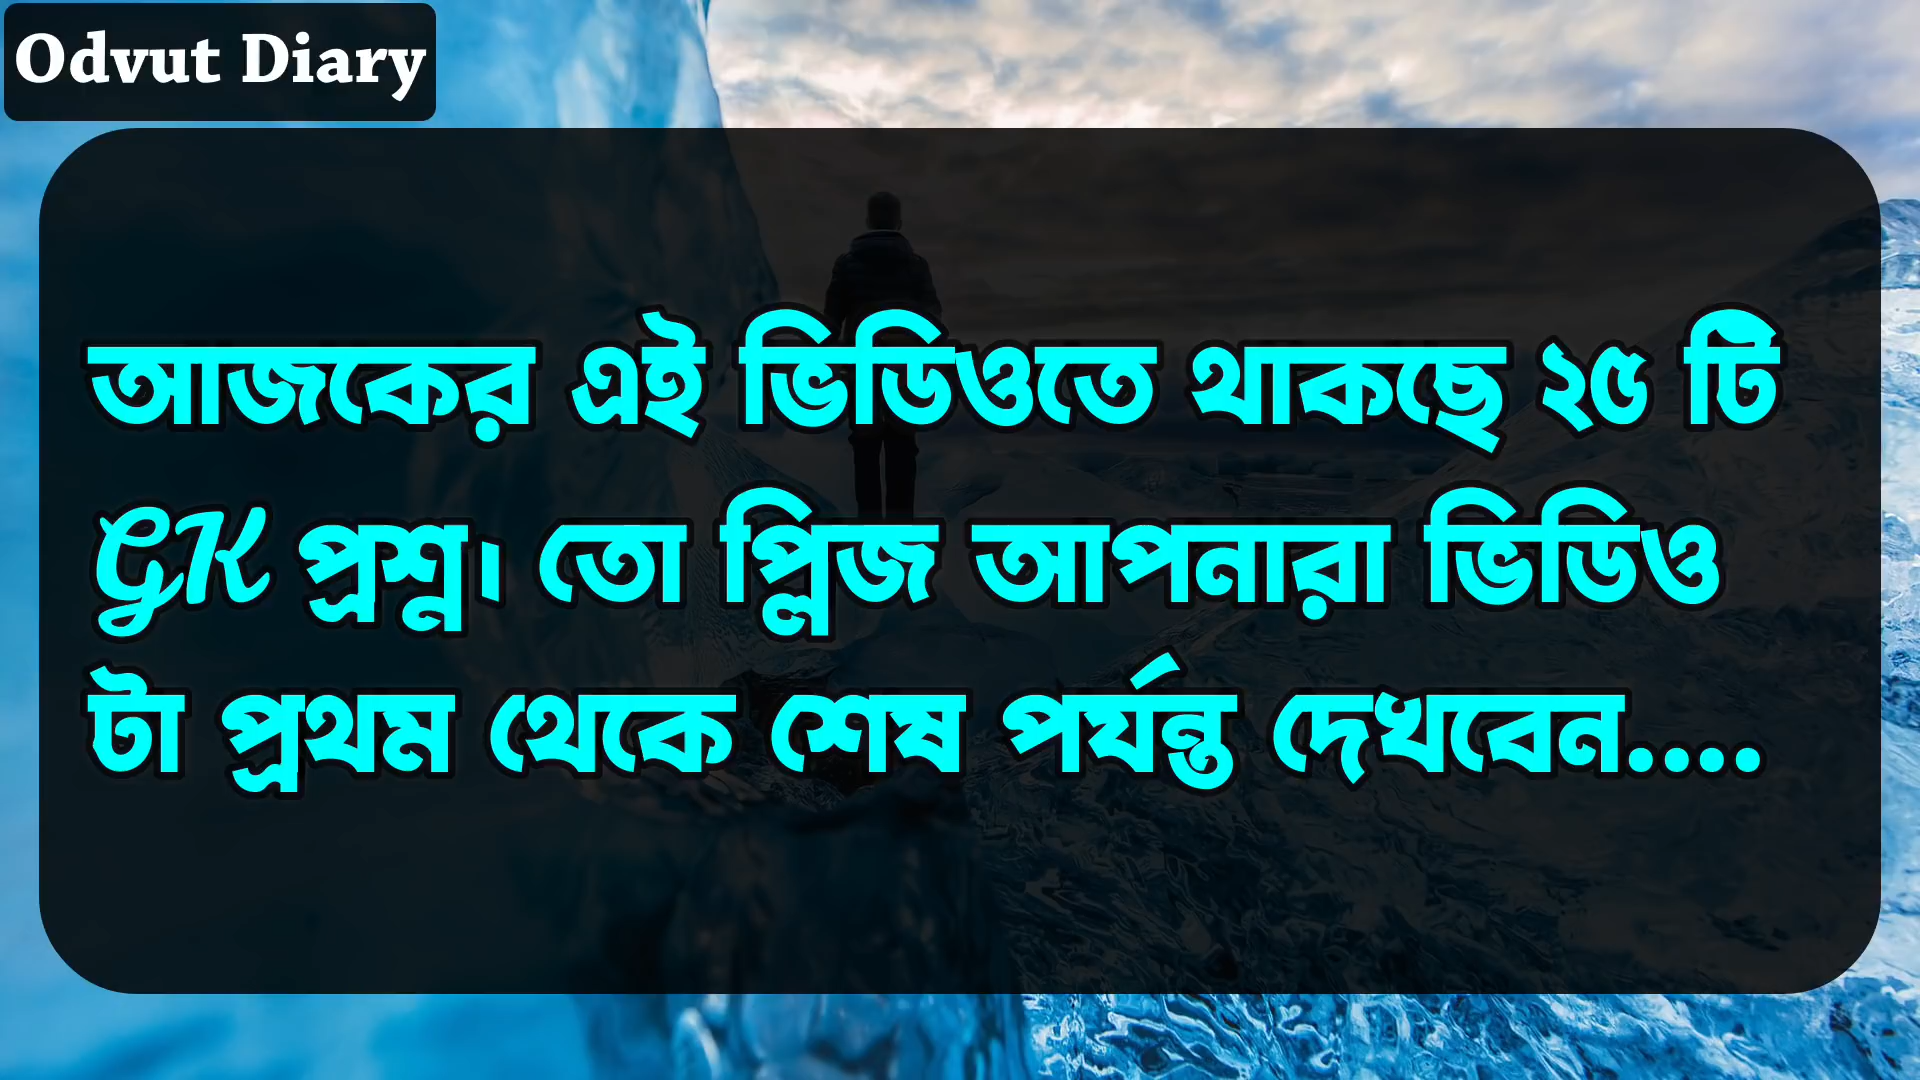 Odvut Diary
আজকের এই ভিডিওতে থাকছে ২৫ টি
GK প্রশ্ন। তো প্লিজ আপনারা ভিডিও
টা প্রথম থেকে শেষ পর্যন্ত দেখবেন....